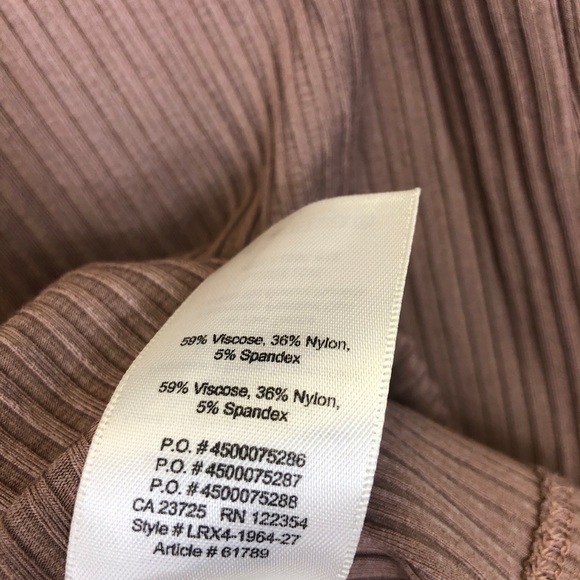 59% Viscose, 36% Nylon,
5% Spandex
59% Viscose, 36% Nylon,
5% Spandex
P.O. # 4500075286
P.O. # 4500075287
P.O. # 4500075288
CA 23725 RN 122354
Style # LRX4-1964-27
Article # 61789